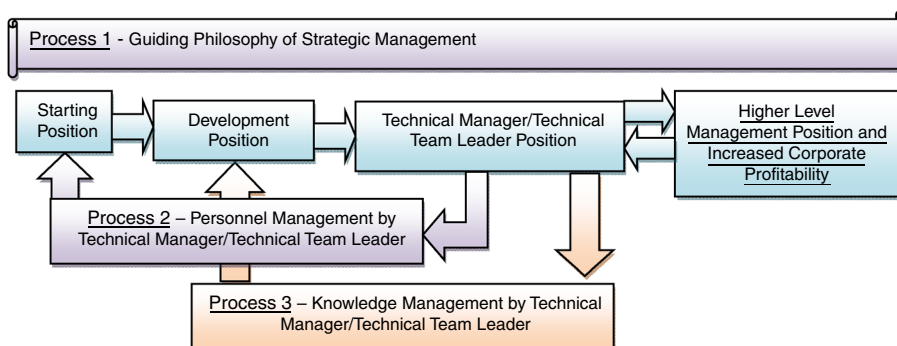 Process 1 - Guiding Philosophy of Strategic Management
Starting
Position
Development
Position
Technical Manager/Technical
Team Leader Position
Higher Level
Management Position and
Increased Corporate
Profitability
Process 2 – Personnel Management by
Technical Manager/Technical Team Leader
Process 3 – Knowledge Management by Technical
Manager/Technical Team Leader